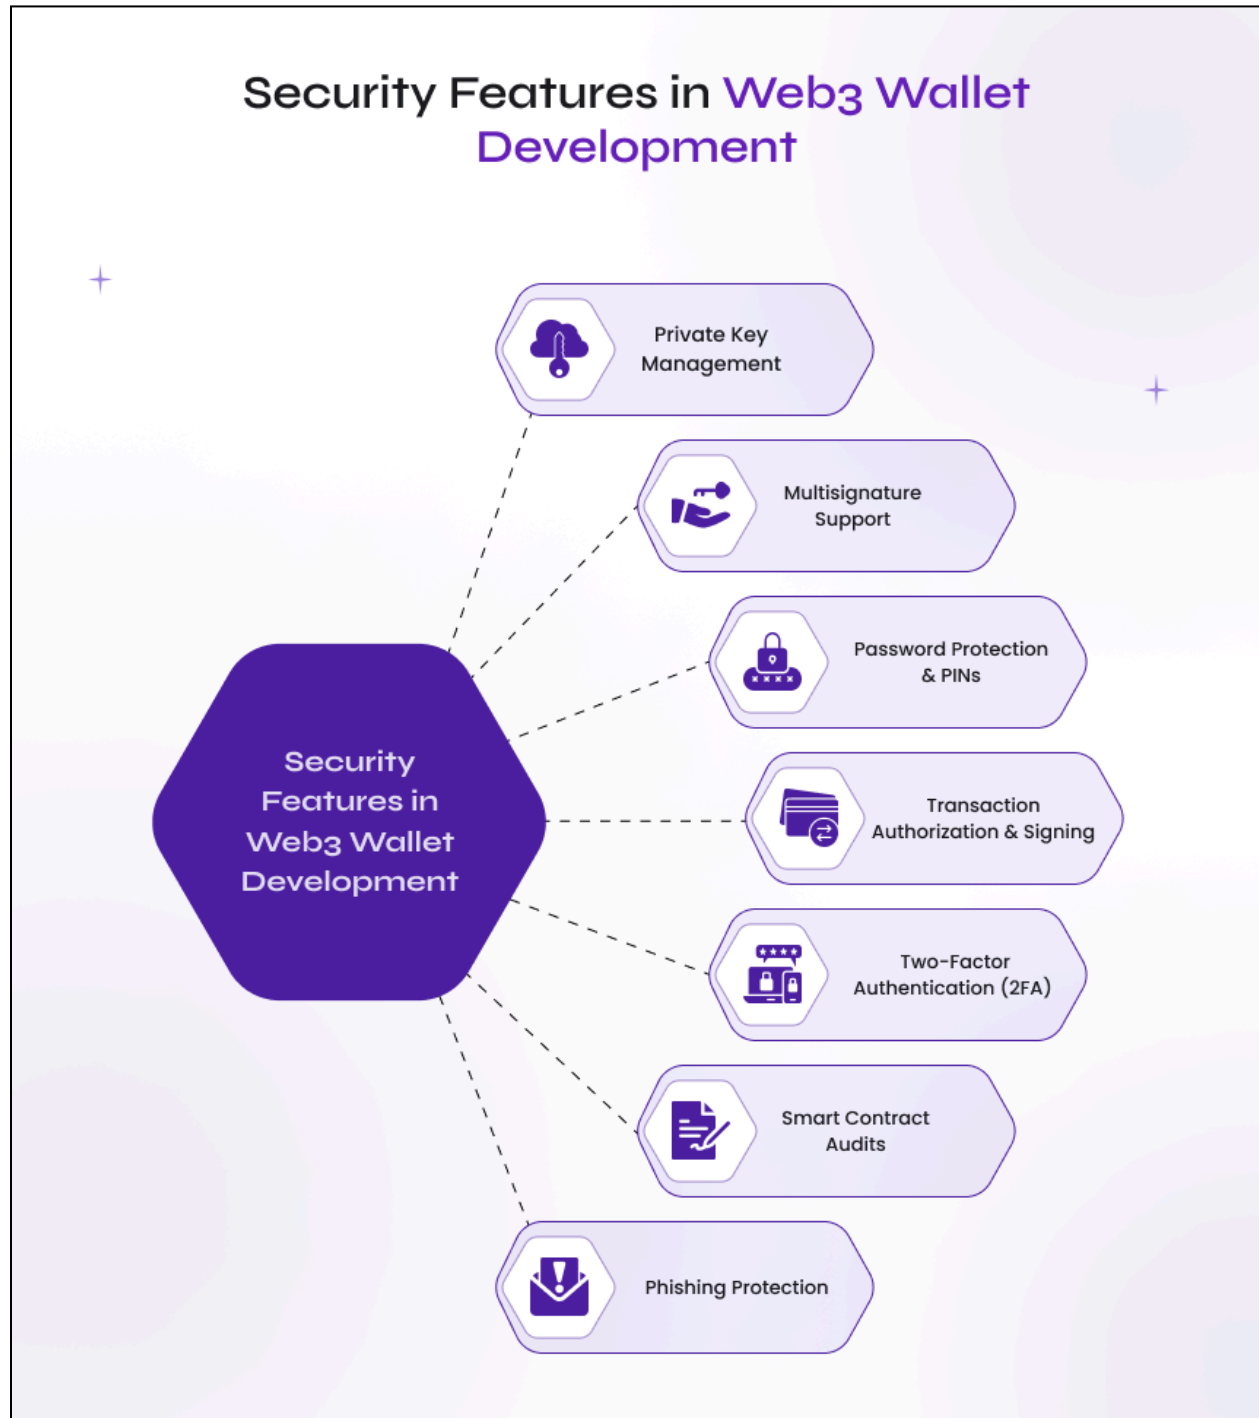 Security Features in Web3 Wallet
Development
Private Key
Management
Multisignature
Support
Password Protection
& PINs
Security
Features in
Web3 Wallet
Development
Transaction
Authorization & Signing
Two-Factor
Authentication (2FA)
Smart Contract
Audits
Phishing Protection